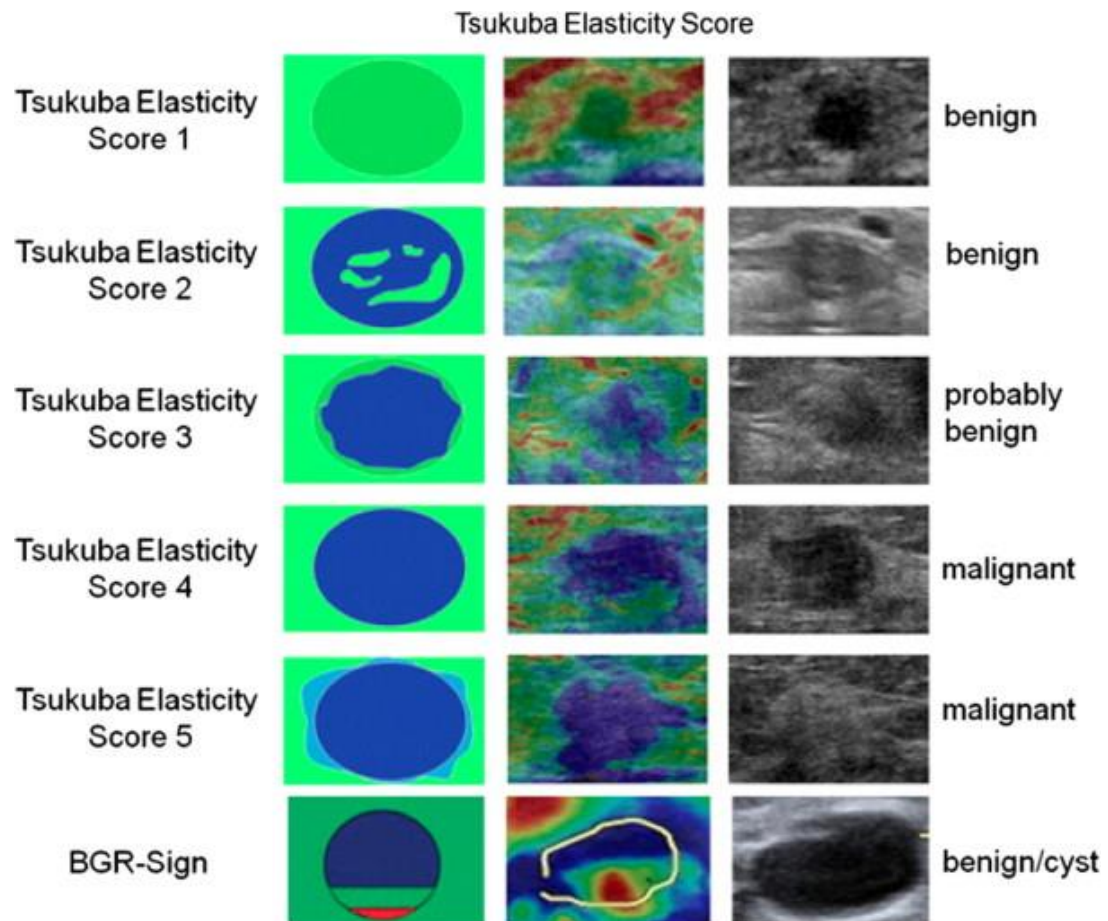 Tsukuba Elasticity Score
Tsukuba Elasticity
Score 1
benign
Tsukuba Elasticity
Score 2
benign
Tsukuba Elasticity
Score 3
probably
benign
Tsukuba Elasticity
Score 4
malignant
Tsukuba Elasticity
Score 5
malignant
BGR-Sign
benign/cyst